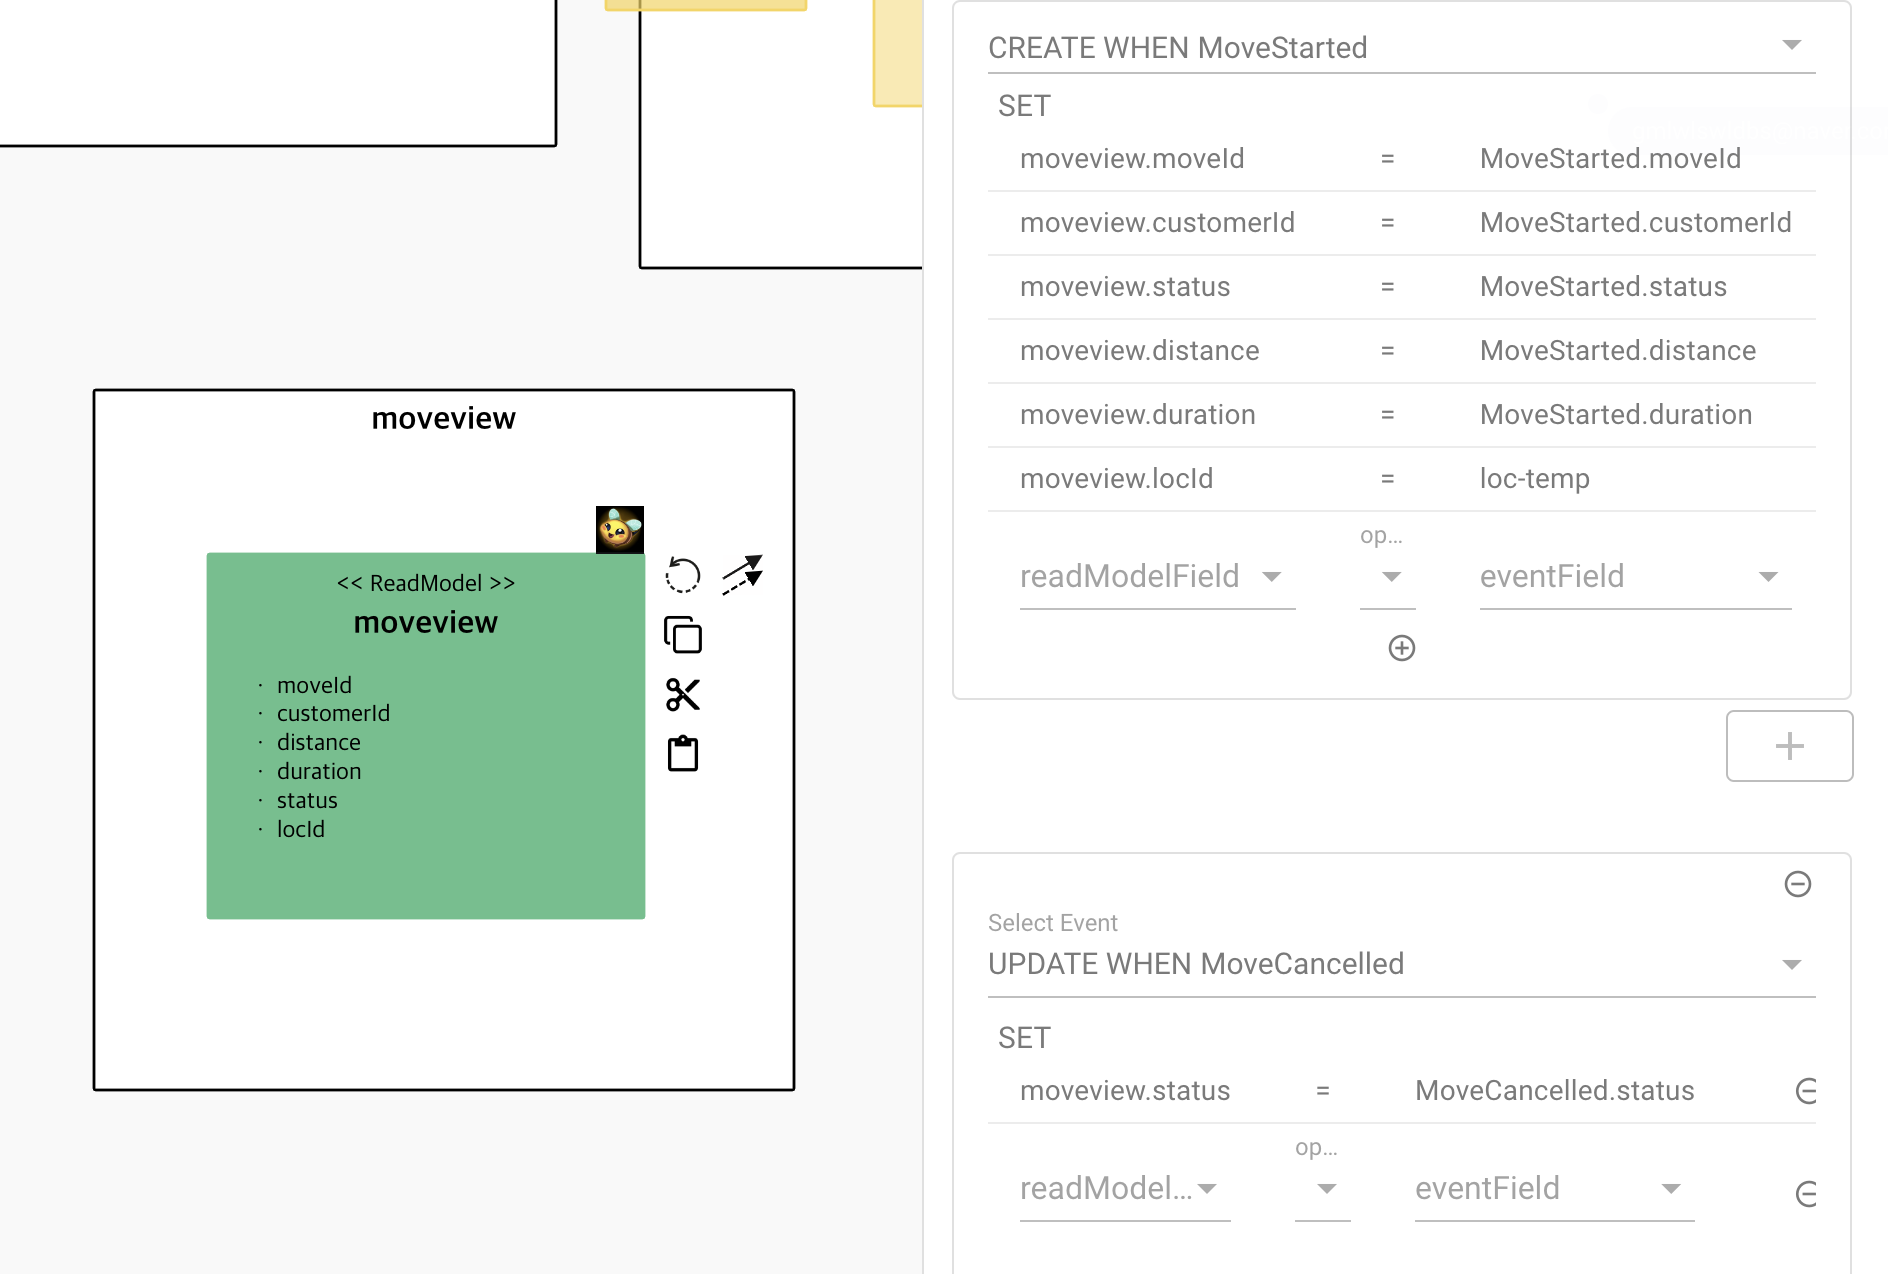 moveview
<< ReadModel >>
moveview
· moveId
· customerId
· distance
· duration
· status
· locId
CREATE WHEN MoveStarted
SET
moveview.moveId = MoveStarted.moveId
moveview.customerId = MoveStarted.customerId
moveview.status = MoveStarted.status
moveview.distance = MoveStarted.distance
moveview.duration = MoveStarted.duration
moveview.locId = loc-temp
op...
readModelField eventField
Select Event
UPDATE WHEN MoveCancelled
SET
moveview.status = MoveCancelled.status
op...
readModel... eventField